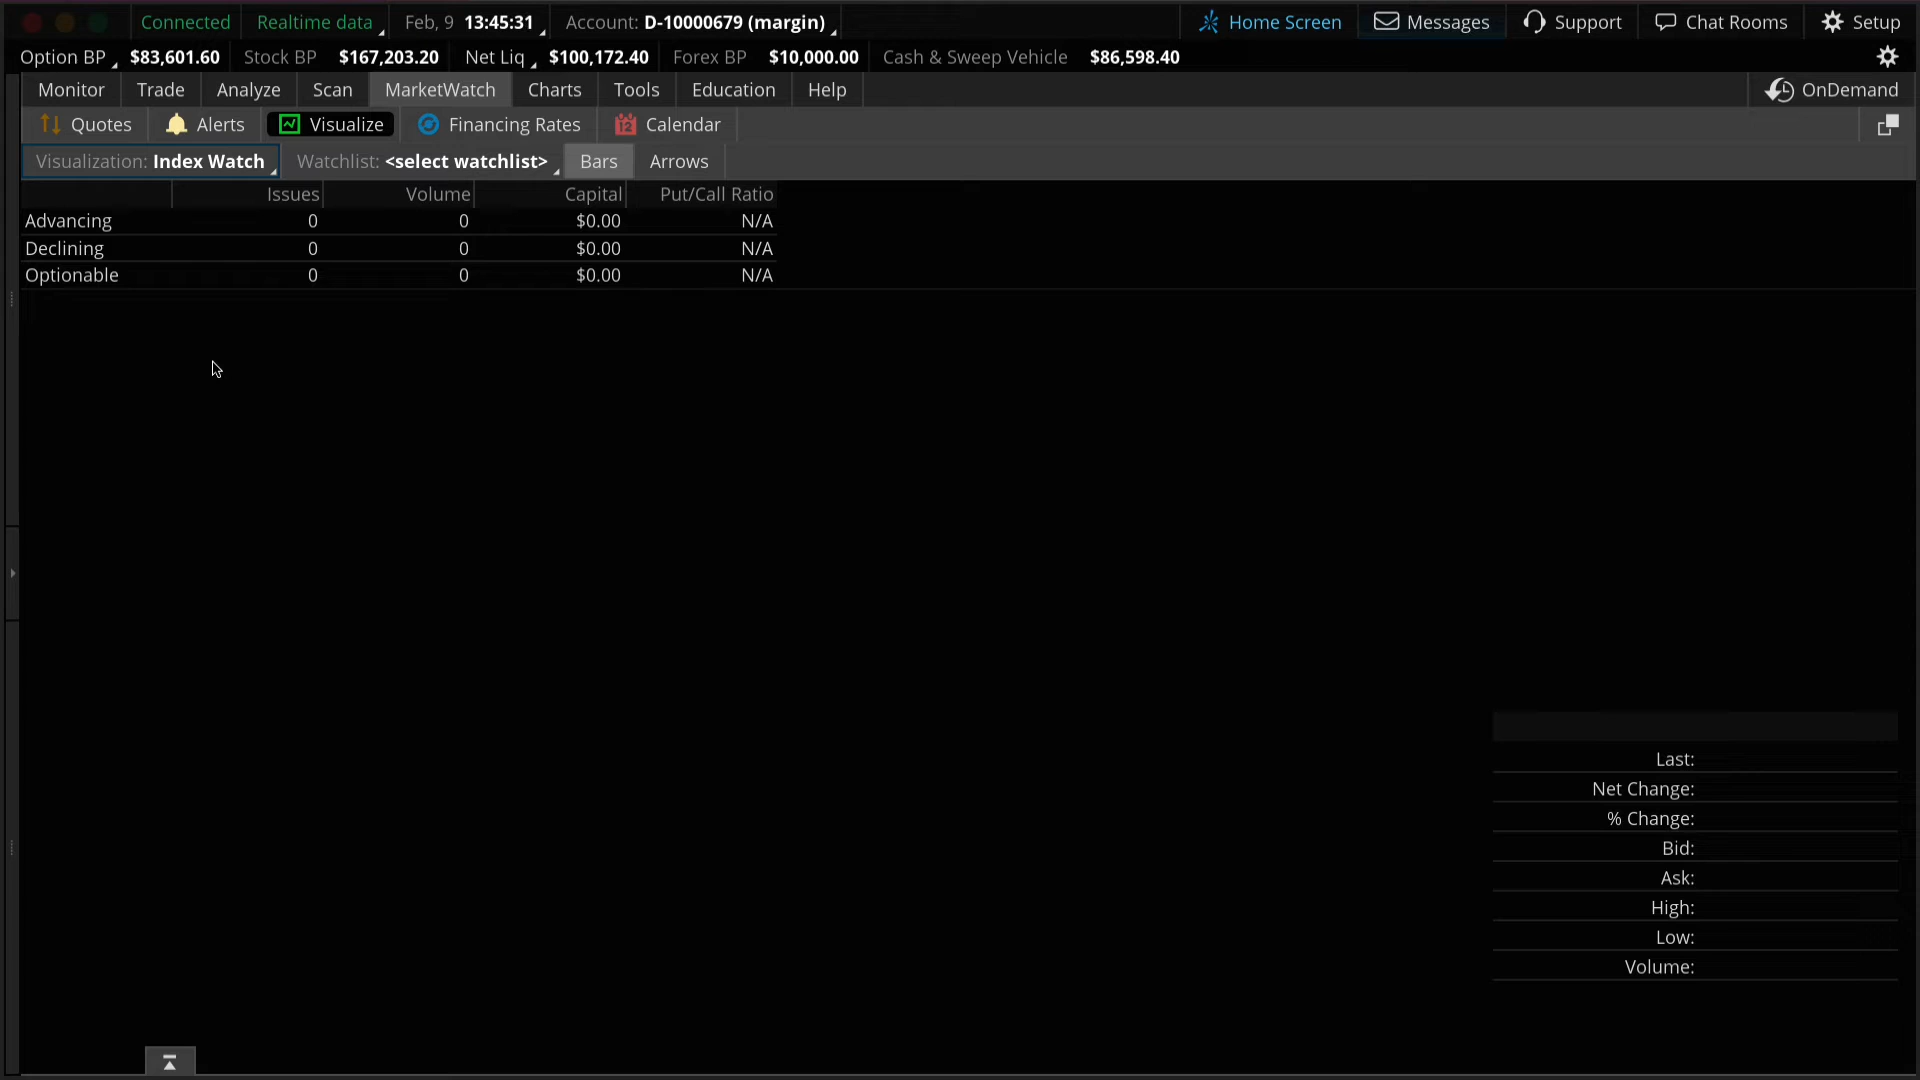 Connected Realtime data Feb, 9 13:45:31 Account: D-10000679 (margin) Home Screen Messages Support Chat Rooms Setup
Option BP $83,601.60 Stock BP $167,203.20 Net Liq $100,172.40 Forex BP $10,000.00 Cash & Sweep Vehicle $86,598.40
Monitor Trade Analyze Scan MarketWatch Charts Tools Education Help OnDemand
Quotes Alerts Visualize Financing Rates 12 Calendar
Visualization: Index Watch Watchlist: <select watchlist> Bars Arrows
Issues Volume Capital Put/Call Ratio
Advancing 0 0 $0.00 N/A
Declining 0 0 $0.00 N/A
Optionable 0 0 $0.00 N/A
Last:
Net Change:
% Change:
Bid:
Ask:
High:
Low:
Volume: